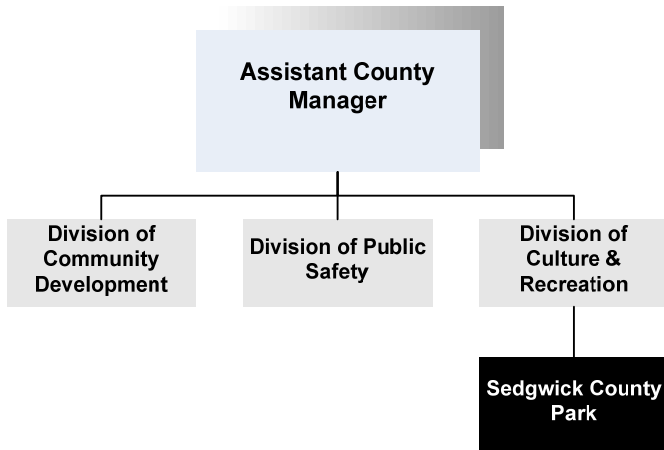 Assistant County
Manager
Division of
Community
Development
Division of Public
Safety
Division of
Culture &
Recreation
Sedgwick County
Park